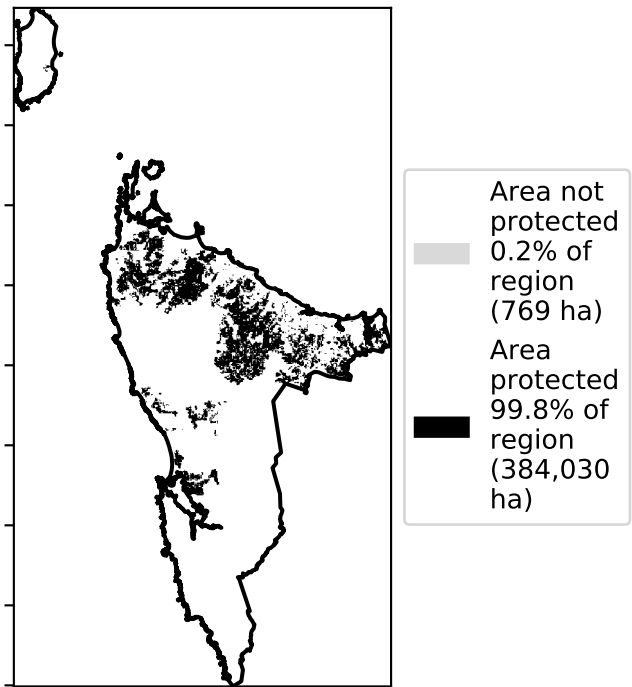 Area not
protected
0.2% of
region
(769 ha)
Area
protected
99.8% of
region
(384,030
ha)